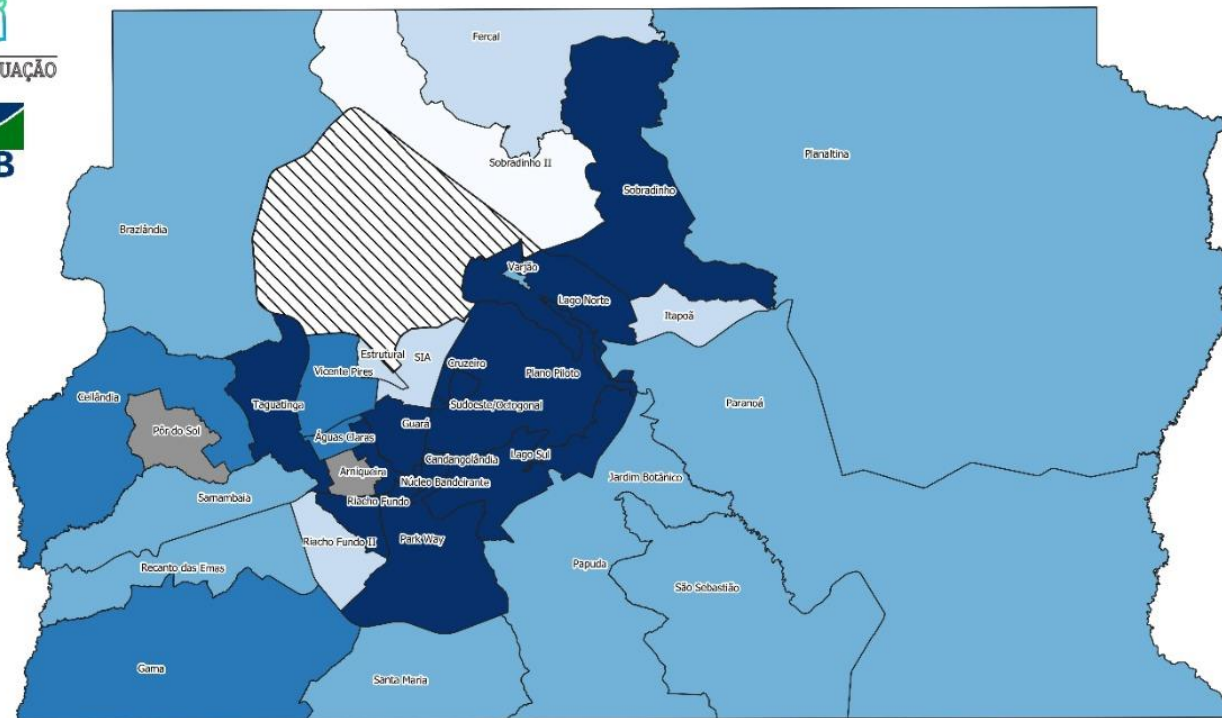 UAÇÃO
B
Fercal
Sobradinho II
Planaltina
Sobradinho
Brazlândia
Varjão
Lago Norte
Itapoã
Estrutural
SIA
Cruzeiro
Vicente Pires
Plano Piloto
Ceilândia
Taguatinga
Sudoeste/Octogonal
Paranoá
Guará
Pôr do Sol
Águas Claras
Candangolândia
Lago Sul
Arniqueira
Núcleo Bandeirante
Jardim Botânico
Samambaia
Riacho Fundo
Riacho Fundo II
Park Way
Recanto das Emas
Papuda
São Sebastião
Gama
Santa Maria